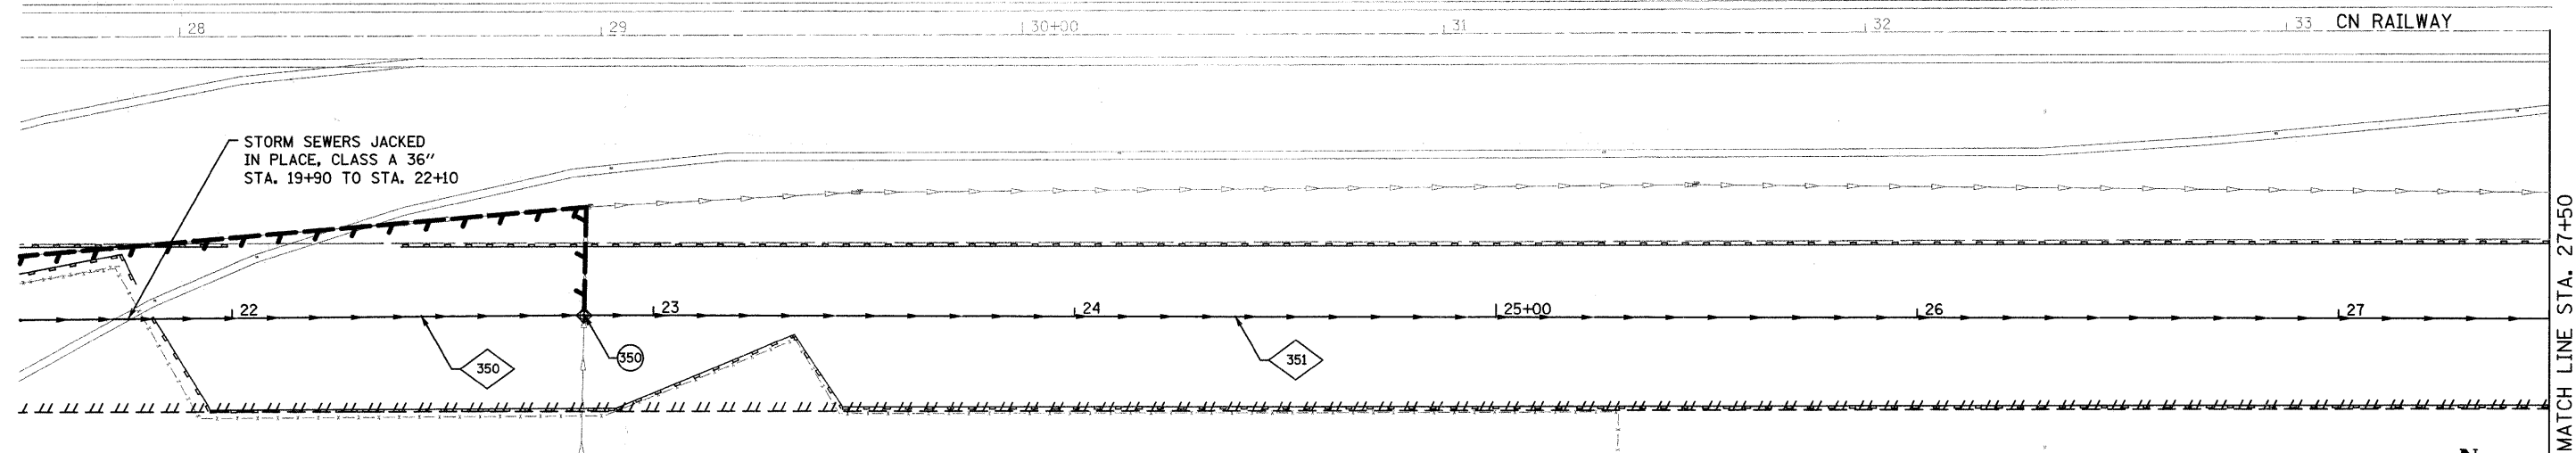 28
29
30+00
31
32
33
CN RAILWAY
STORM SEWERS JACKED
IN PLACE, CLASS A 36"
STA. 19+90 TO STA. 22+10
22
23
24
25+00
26
27
350
350
351
MATCH LINE STA. 27+50
N